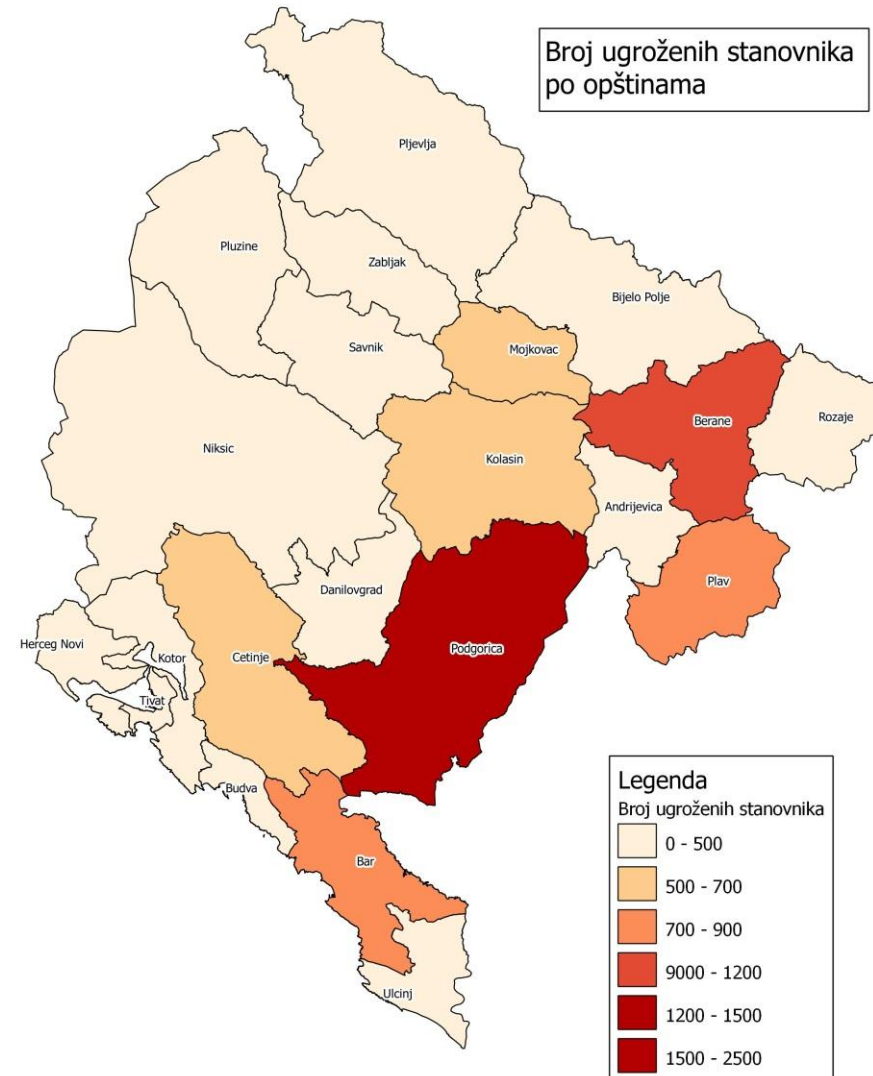 Broj ugroženih stanovnika
po opštinama
Pljevlja
Pluzine
Zabljak
Bijelo Polje
Savnik
Mojkovac
Rozaje
Berane
Niksic
Kolasin
Andrijevica
Plav
Danilovgrad
Herceg Novi
Kotor
Cetinje
Podgorica
Tivat
Budva
Bar
Ulcinj
Legenda
Broj ugroženih stanovnika
0 - 500
500 - 700
700 - 900
9000 - 1200
1200 - 1500
1500 - 2500